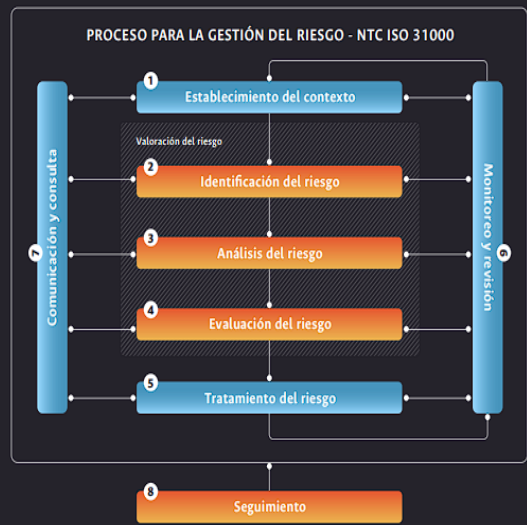 PROCESO PARA LA GESTIÓN DEL RIESGO - NTC ISO 31000
1
Establecimiento del contexto
Valoración del riesgo
2
Identificación del riesgo
3
Análisis del riesgo
4
Evaluación del riesgo
5
Tratamiento del riesgo
7
Comunicación y consulta
6
Monitoreo y revisión
8
Seguimiento